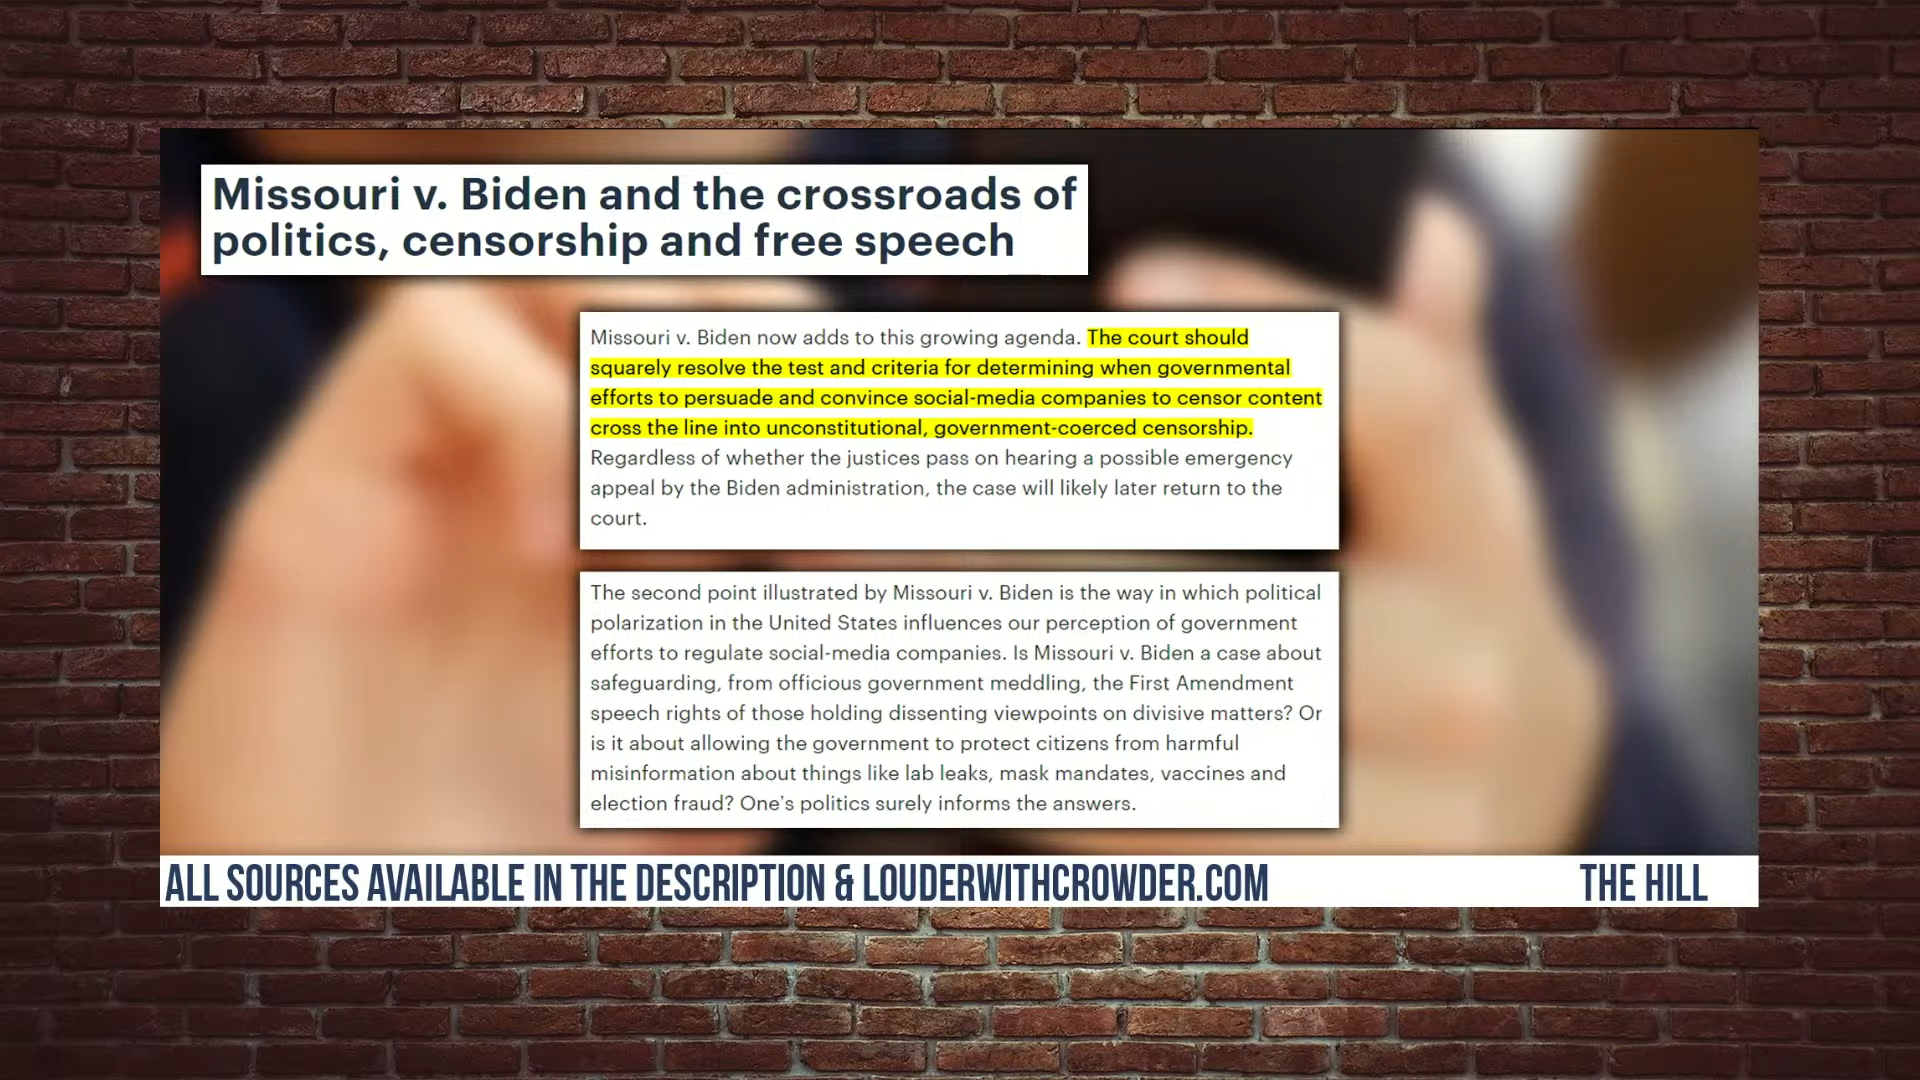 Missouri v. Biden and the crossroads of
politics, censorship and free speech
Missouri v. Biden now adds to this growing agenda. The court should
squarely resolve the test and criteria for determining when governmental
efforts to persuade and convince social-media companies to censor content
cross the line into unconstitutional, government-coerced censorship.
Regardless of whether the justices pass on hearing a possible emergency
appeal by the Biden administration, the case will likely later return to the
court.
The second point illustrated by Missouri v. Biden is the way in which political
polarization in the United States influences our perception of government
efforts to regulate social-media companies. Is Missouri v. Biden a case about
safeguarding, from officious government meddling, the First Amendment
speech rights of those holding dissenting viewpoints on divisive matters? Or
is it about allowing the government to protect citizens from harmful
misinformation about things like lab leaks, mask mandates, vaccines and
election fraud? One's politics surely informs the answers.
ALL SOURCES AVAILABLE IN THE DESCRIPTION & LOUDERWITHCROWDER.COM
THE HILL